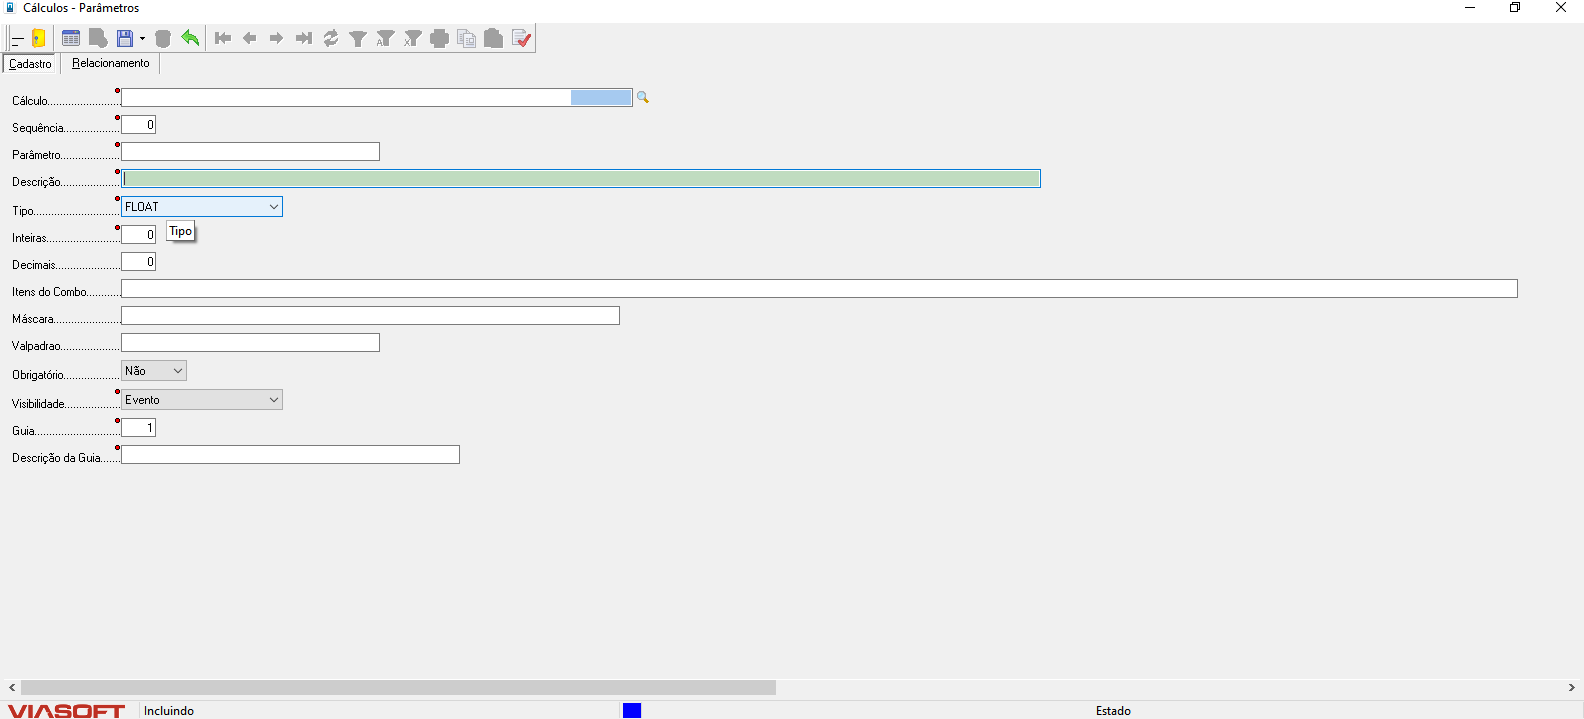 Cálculos - Parâmetros
Cadastro
Relacionamento
Cálculo.......................
Sequência..................
0
Parâmetro...................
Descrição...................
Tipo...........................
FLOAT
Tipo
Inteiras.......................
0
Decimais....................
0
Itens do Combo...........
Máscara.....................
Valpadrao...................
Obrigatório..................
Não
Visibilidade..................
Evento
Guia...........................
1
Descrição da Guia......
VIASOFT
Incluindo
Estado